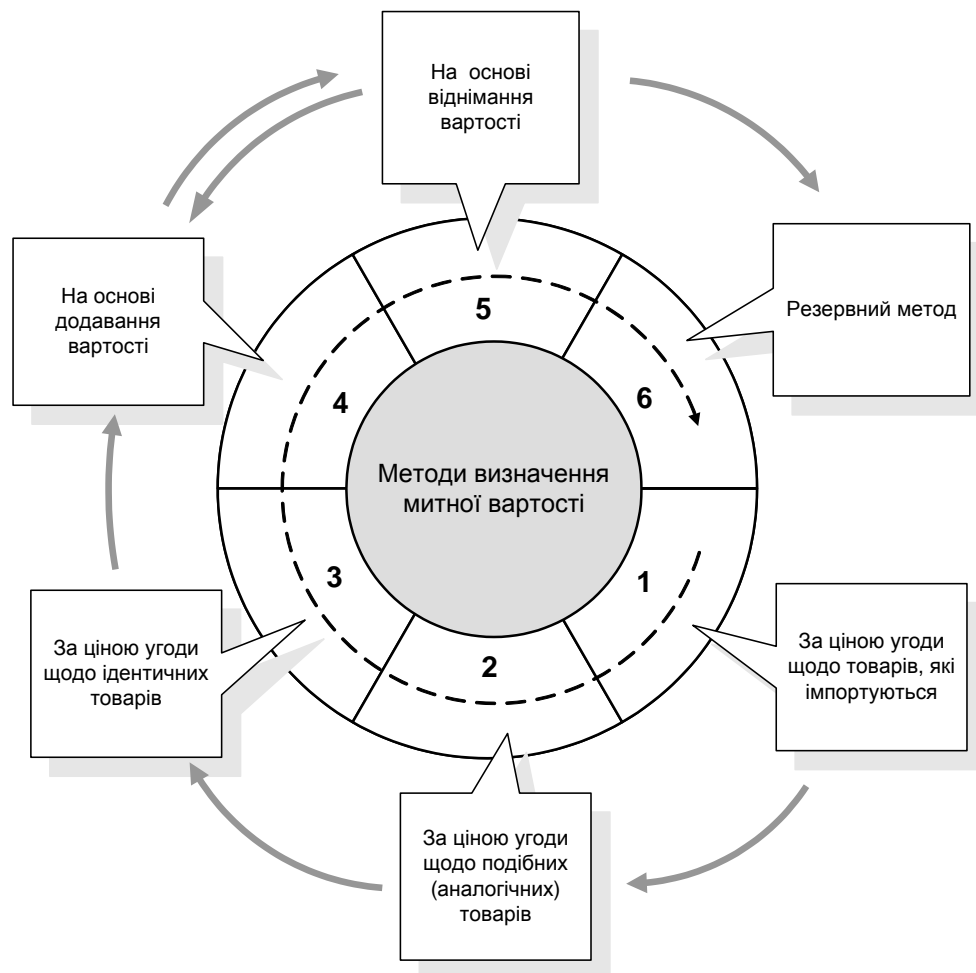 На основі
віднімання
вартості
На основі
додавання
вартості
Резервний метод
5
4
6
Методи визначення
митної вартості
3
1
2
За ціною угоди
щодо ідентичних
товарів
За ціною угоди
щодо товарів, які
імпортуються
За ціною угоди
щодо подібних
(аналогічних)
товарів